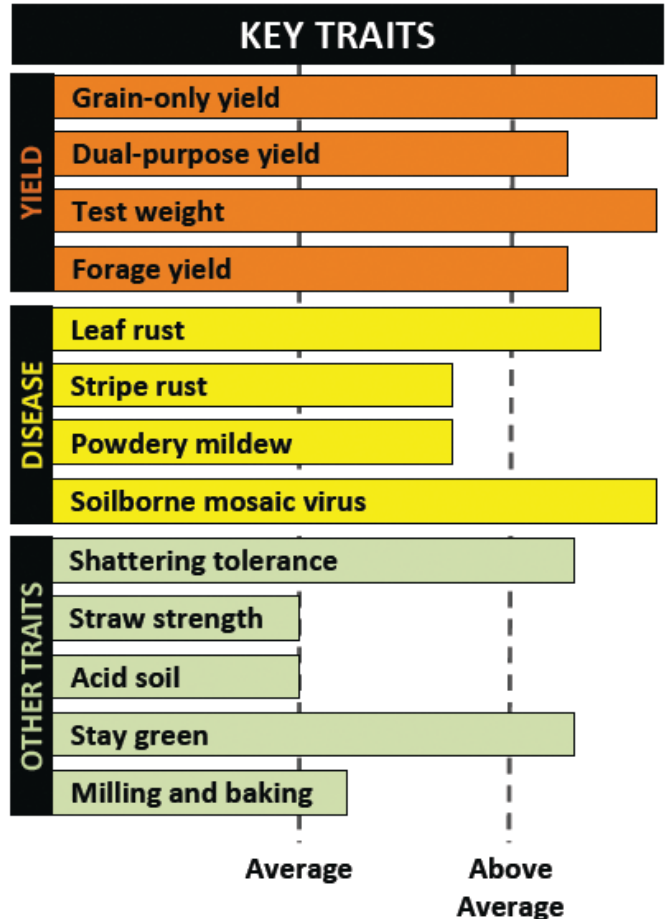 KEY TRAITS
YIELD
Grain-only yield
Dual-purpose yield
Test weight
Forage yield
DISEASE
Leaf rust
Stripe rust
Powdery mildew
Soilborne mosaic virus
OTHER TRAITS
Shattering tolerance
Straw strength
Acid soil
Stay green
Milling and baking
Average
Above
Average